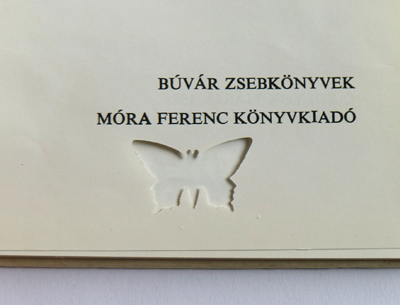 BÚVÁR ZSEBKÖNYVEK
MÓRA FERENC KÖNYVKIADÓ